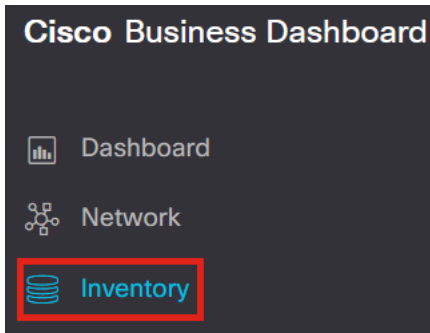 Cisco Business Dashboard
Dashboard
Network
Inventory